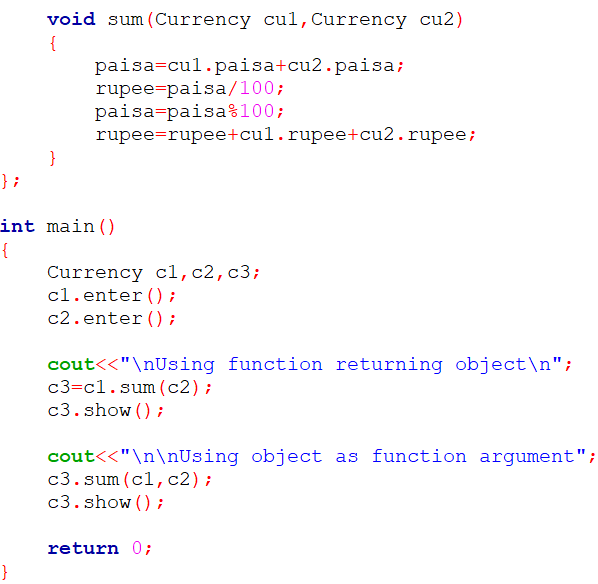 void sum(Currency cu1,Currency cu2)
{
paisa=cu1.paisa+cu2.paisa;
rupee=paisa/100;
paisa=paisa%100;
rupee=rupee+cu1.rupee+cu2.rupee;
}
};
int main()
{
Currency c1,c2,c3;
c1.enter();
c2.enter();
cout<<"\nUsing function returning object\n";
c3=c1.sum(c2);
c3.show();
cout<<"\n\nUsing object as function argument";
c3.sum(c1,c2);
c3.show();
return 0;
}